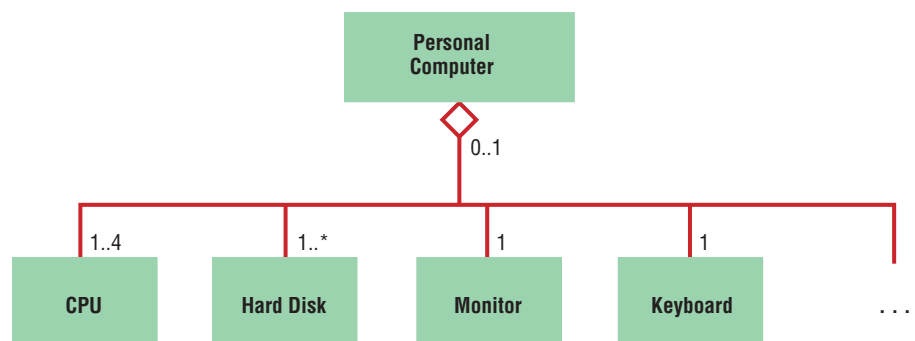 Personal
Computer
0..1
1..4
1..*
1
1
CPU
Hard Disk
Monitor
Keyboard
. . .